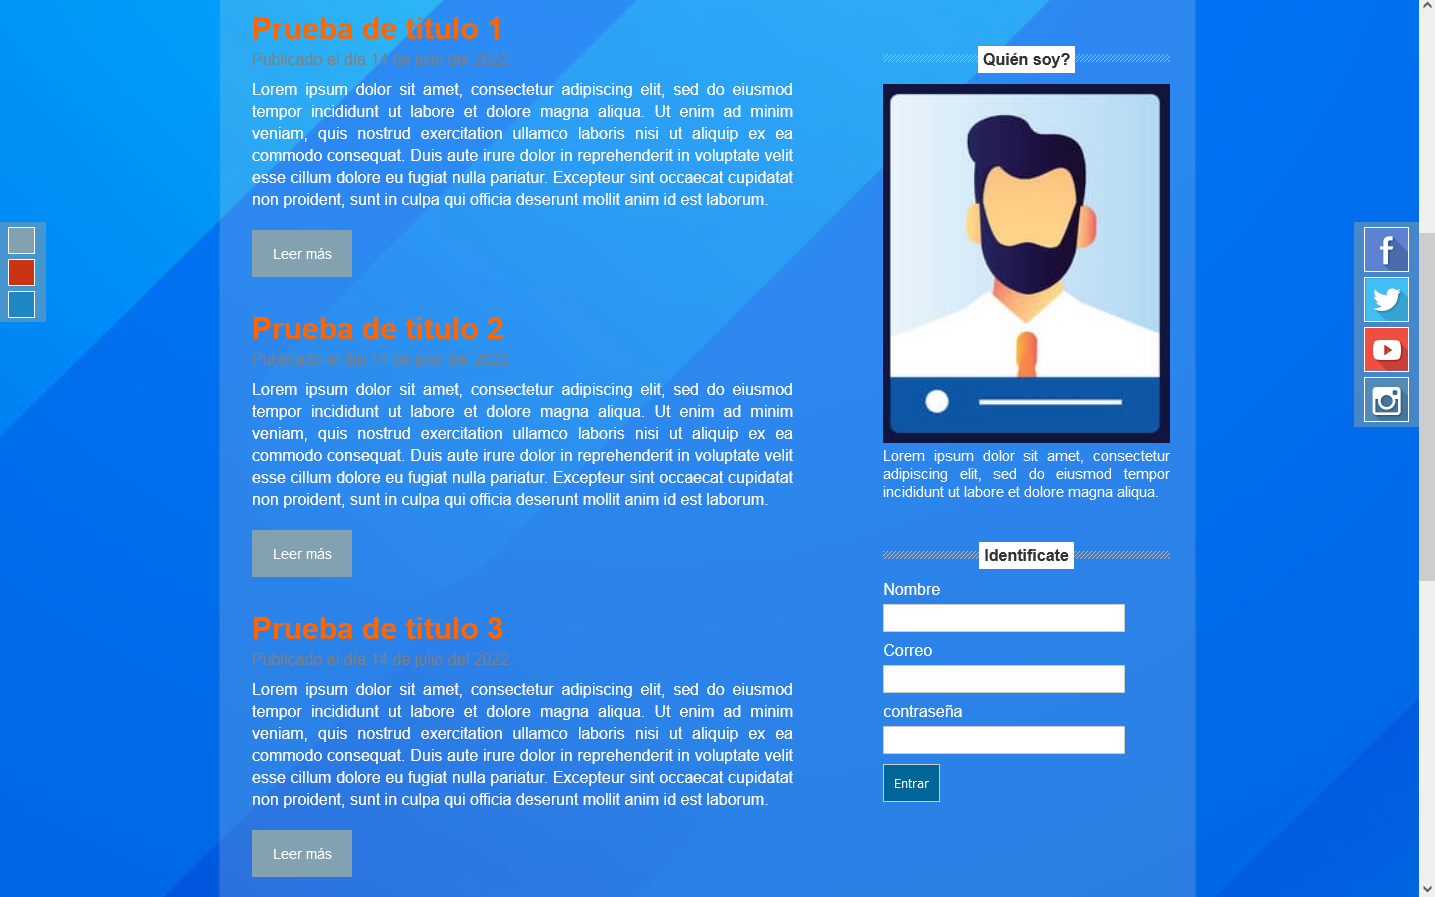 Prueba de titulo 1
Publicado el día 14 de julio del 2022
Lorem ipsum dolor sit amet, consectetur adipiscing elit, sed do eiusmod
tempor incididunt ut labore et dolore magna aliqua. Ut enim ad minim
veniam, quis nostrud exercitation ullamco laboris nisi ut aliquip ex ea
commodo consequat. Duis aute irure dolor in reprehenderit in voluptate velit
esse cillum dolore eu fugiat nulla pariatur. Excepteur sint occaecat cupidatat
non proident, sunt in culpa qui officia deserunt mollit anim id est laborum.
Leer más
Prueba de titulo 2
Publicado el día 14 de julio del 2022
Lorem ipsum dolor sit amet, consectetur adipiscing elit, sed do eiusmod
tempor incididunt ut labore et dolore magna aliqua. Ut enim ad minim
veniam, quis nostrud exercitation ullamco laboris nisi ut aliquip ex ea
commodo consequat. Duis aute irure dolor in reprehenderit in voluptate velit
esse cillum dolore eu fugiat nulla pariatur. Excepteur sint occaecat cupidatat
non proident, sunt in culpa qui officia deserunt mollit anim id est laborum.
Leer más
Prueba de titulo 3
Publicado el día 14 de julio del 2022
Lorem ipsum dolor sit amet, consectetur adipiscing elit, sed do eiusmod
tempor incididunt ut labore et dolore magna aliqua. Ut enim ad minim
veniam, quis nostrud exercitation ullamco laboris nisi ut aliquip ex ea
commodo consequat. Duis aute irure dolor in reprehenderit in voluptate velit
esse cillum dolore eu fugiat nulla pariatur. Excepteur sint occaecat cupidatat
non proident, sunt in culpa qui officia deserunt mollit anim id est laborum.
Leer más
Quién soy?
Lorem ipsum dolor sit amet, consectetur
adipiscing elit, sed do eiusmod tempor
incididunt ut labore et dolore magna aliqua.
Identificate
Nombre
Correo
contraseña
Entrar